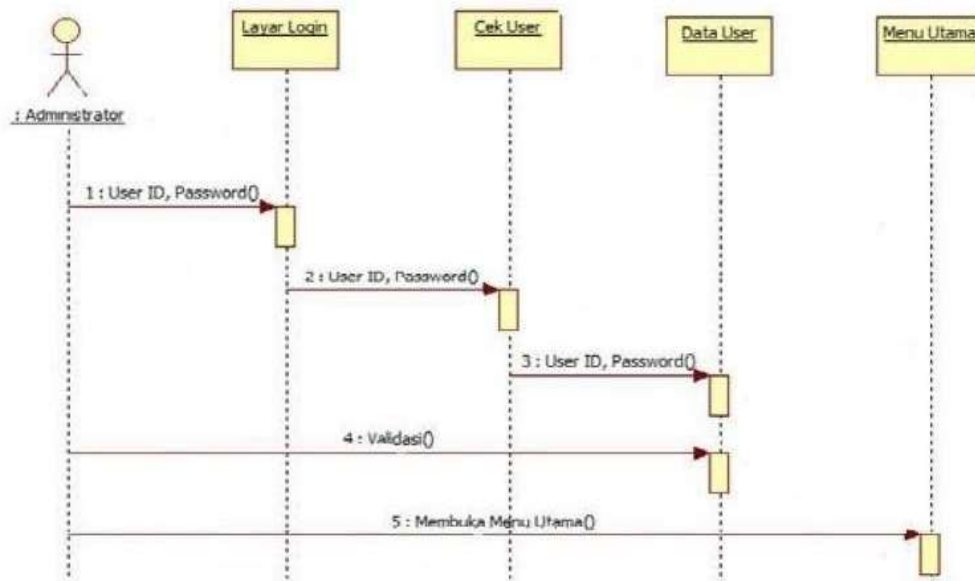 Layar Login
Cek User
Data User
Menu Utama
: Administrator
1 : User ID, Password()
2 : User ID, Password()
3 : User ID, Password()
4 : Validasi()
5 : Membuka Menu Utama()